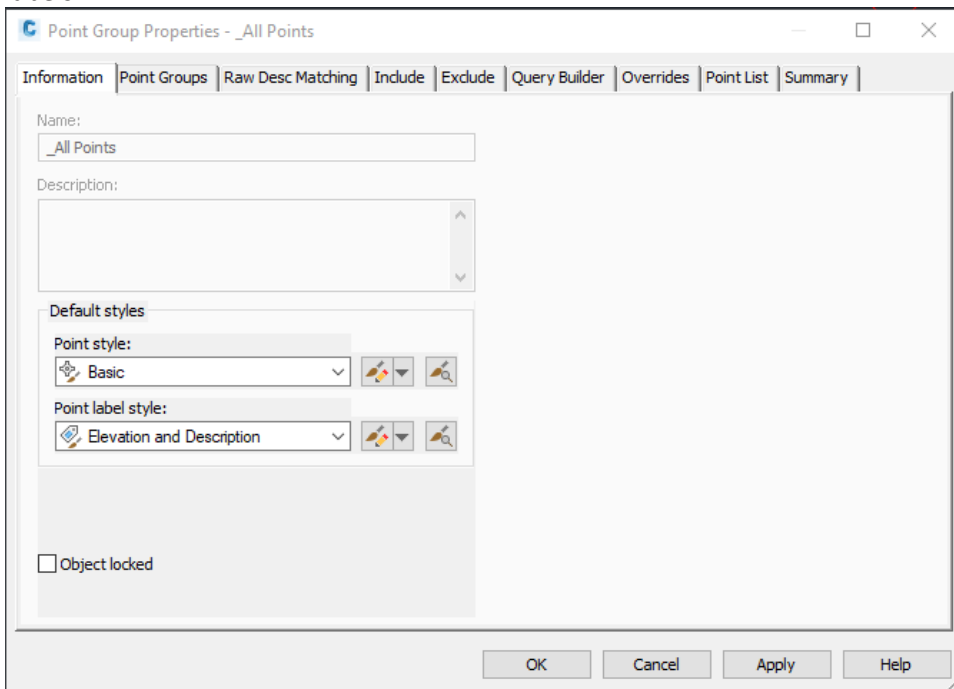 Point Group Properties - _All Points
Information Point Groups Raw Desc Matching Include Exclude Query Builder Overrides Point List Summary
Name:
_All Points
Description:
Default styles
Point style:
Basic
Point label style:
Elevation and Description
Object locked
OK Cancel Apply Help